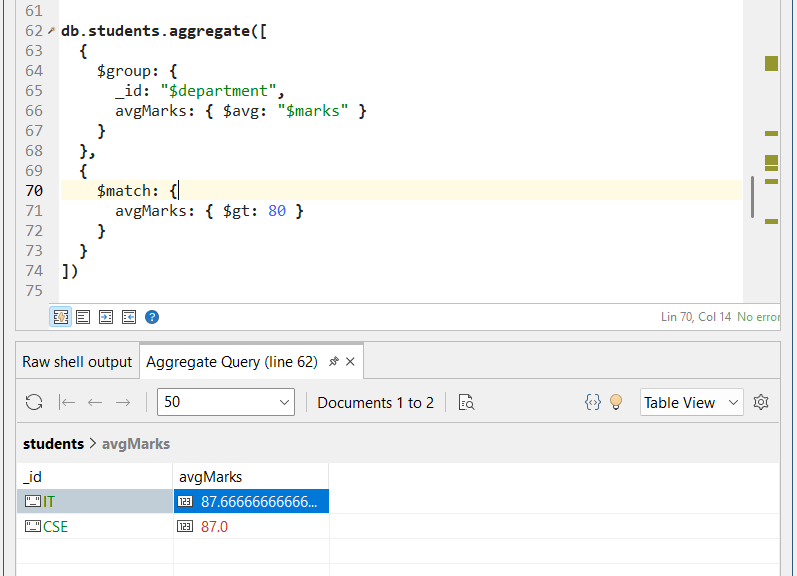 61
62 db.students.aggregate([
63 {
64 $group: {
65 _id: "$department",
66 avgMarks: { $avg: "$marks" }
67 }
68 },
69 {
70 $match: {
71 avgMarks: { $gt: 80 }
72 }
73 }
74 ])
75
Lin 70, Col 14 No error
Raw shell output Aggregate Query (line 62)
50 Documents 1 to 2 Table View
students > avgMarks
_id avgMarks
IT 87.66666666666...
CSE 87.0